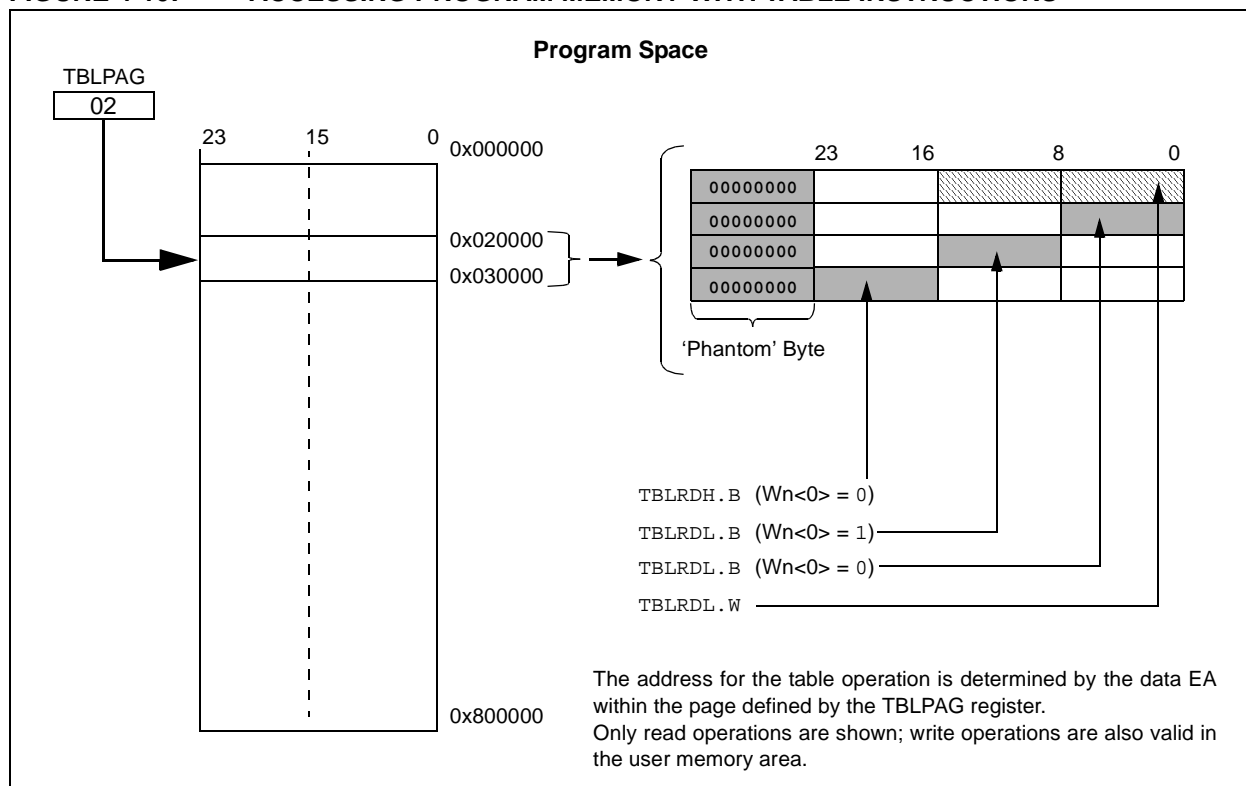 Program Space
TBLPAG
02
23 15 0
0x000000
0x020000
0x030000
0x800000
23 16 8 0
00000000
00000000
00000000
00000000
‘Phantom’ Byte
TBLRDH.B (Wn<0> = 0)
TBLRDL.B (Wn<0> = 1)
TBLRDL.B (Wn<0> = 0)
TBLRDL.W
The address for the table operation is determined by the data EA
within the page defined by the TBLPAG register.
Only read operations are shown; write operations are also valid in
the user memory area.